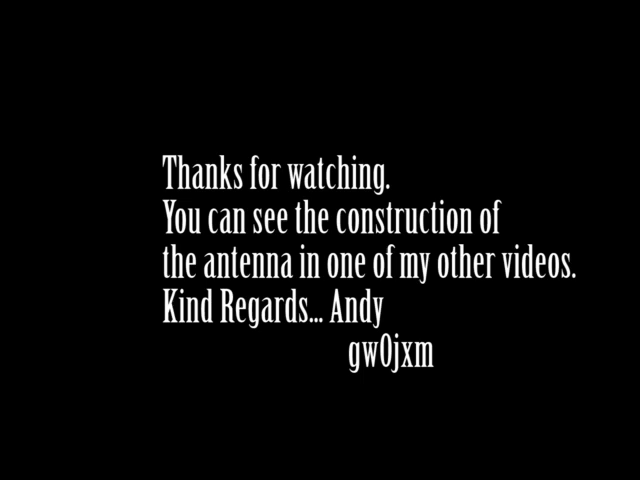 Thanks for watching.
You can see the construction of
the antenna in one of my other videos.
Kind Regards... Andy
gw0jxm